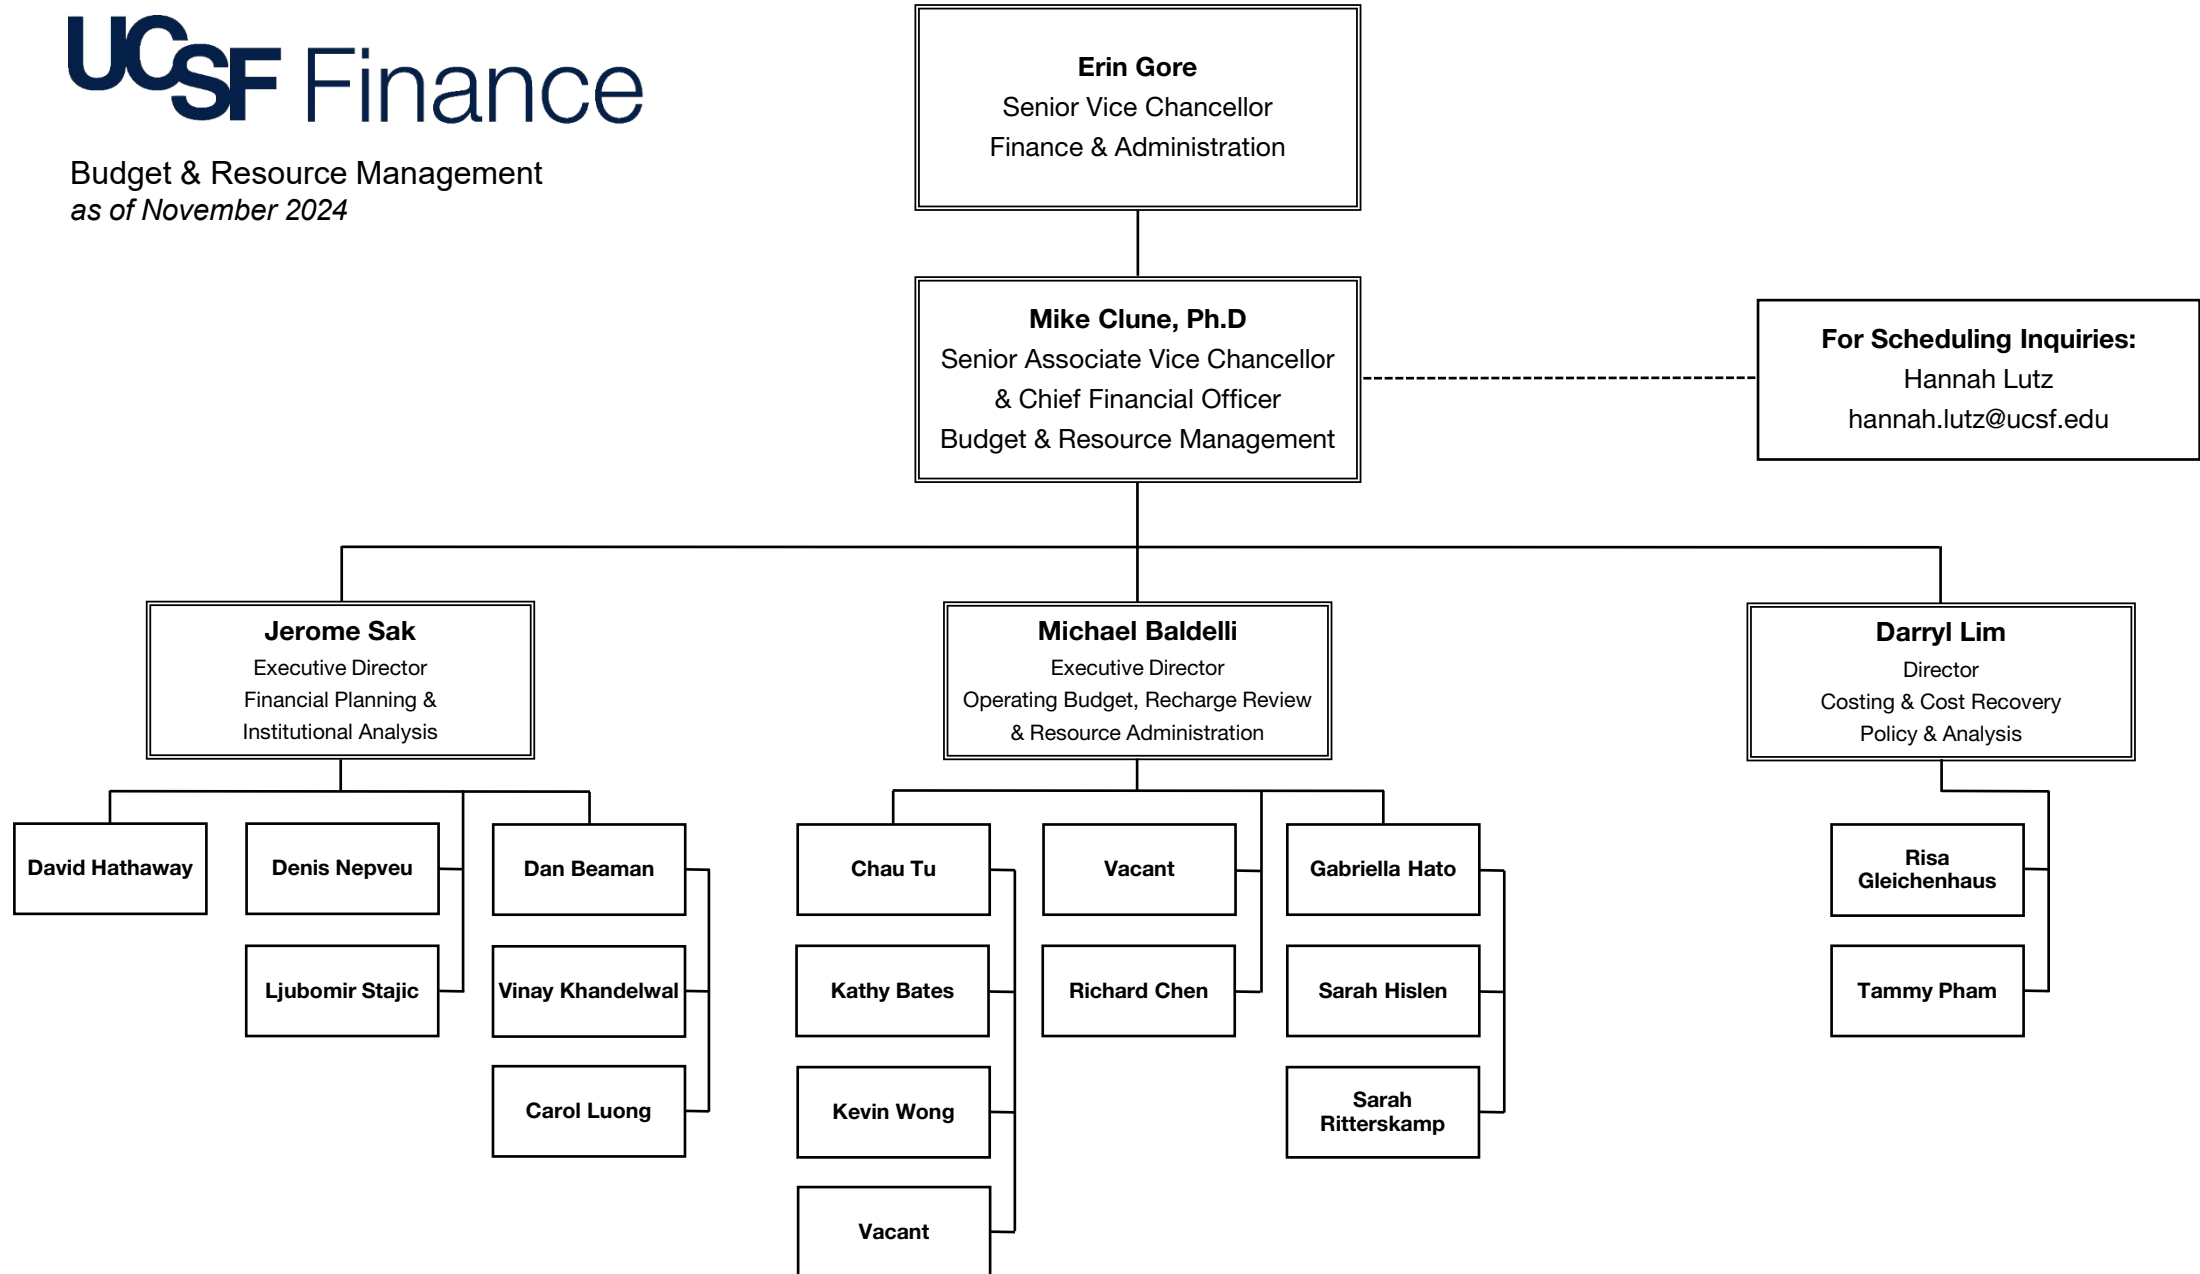 UCSF Finance
Budget & Resource Management
as of November 2024
Erin Gore
Senior Vice Chancellor
Finance & Administration
Mike Clune, Ph.D
Senior Associate Vice Chancellor
& Chief Financial Officer
Budget & Resource Management
For Scheduling Inquiries:
Hannah Lutz
hannah.lutz@ucsf.edu
Jerome Sak
Executive Director
Financial Planning &
Institutional Analysis
Michael Baldelli
Executive Director
Operating Budget, Recharge Review
& Resource Administration
Darryl Lim
Director
Costing & Cost Recovery
Policy & Analysis
David Hathaway
Denis Nepveu
Ljubomir Stajic
Dan Beaman
Vinay Khandelwal
Carol Luong
Chau Tu
Kathy Bates
Kevin Wong
Vacant
Vacant
Richard Chen
Gabriella Hato
Sarah Hislen
Sarah
Ritterskamp
Risa
Gleichenhaus
Tammy Pham